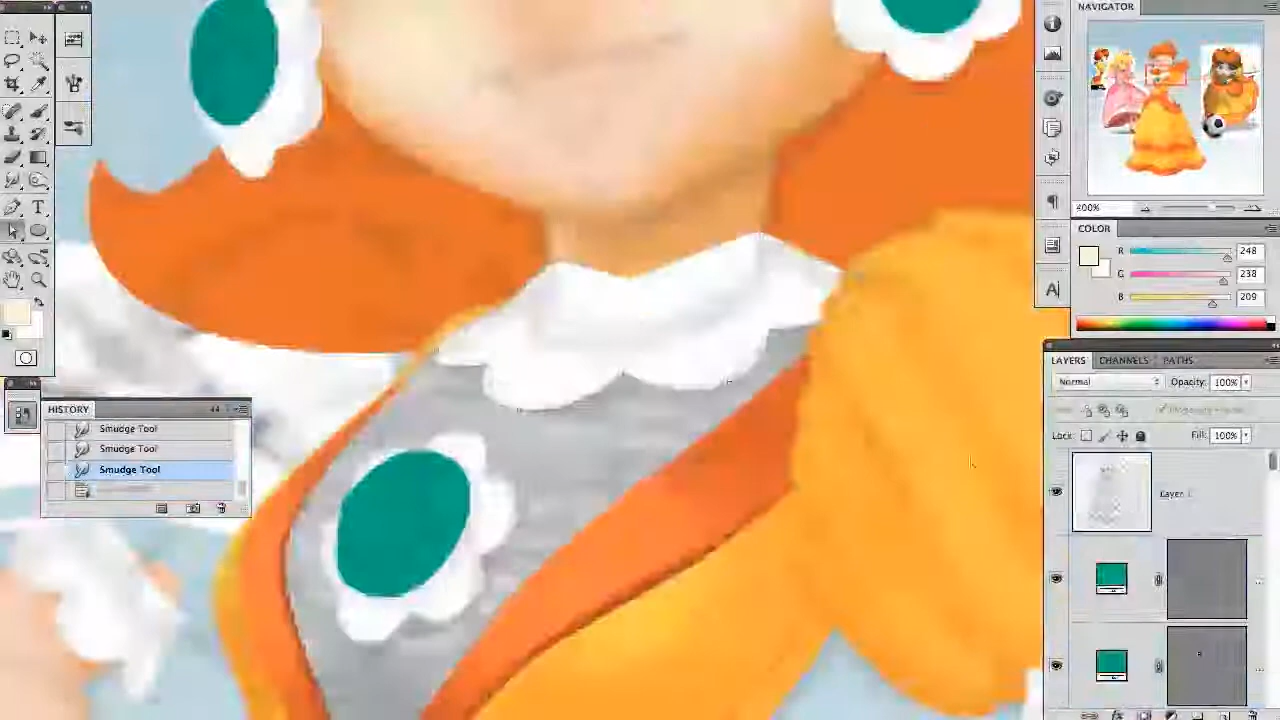 NAVIGATOR
400%
COLOR
R 248
G 238
B 209
LAYERS CHANNELS PATHS
Normal Opacity: 100%
Lock: Fill: 100%
Layer
HISTORY
Smudge Tool
Smudge Tool
Smudge Tool
T
A